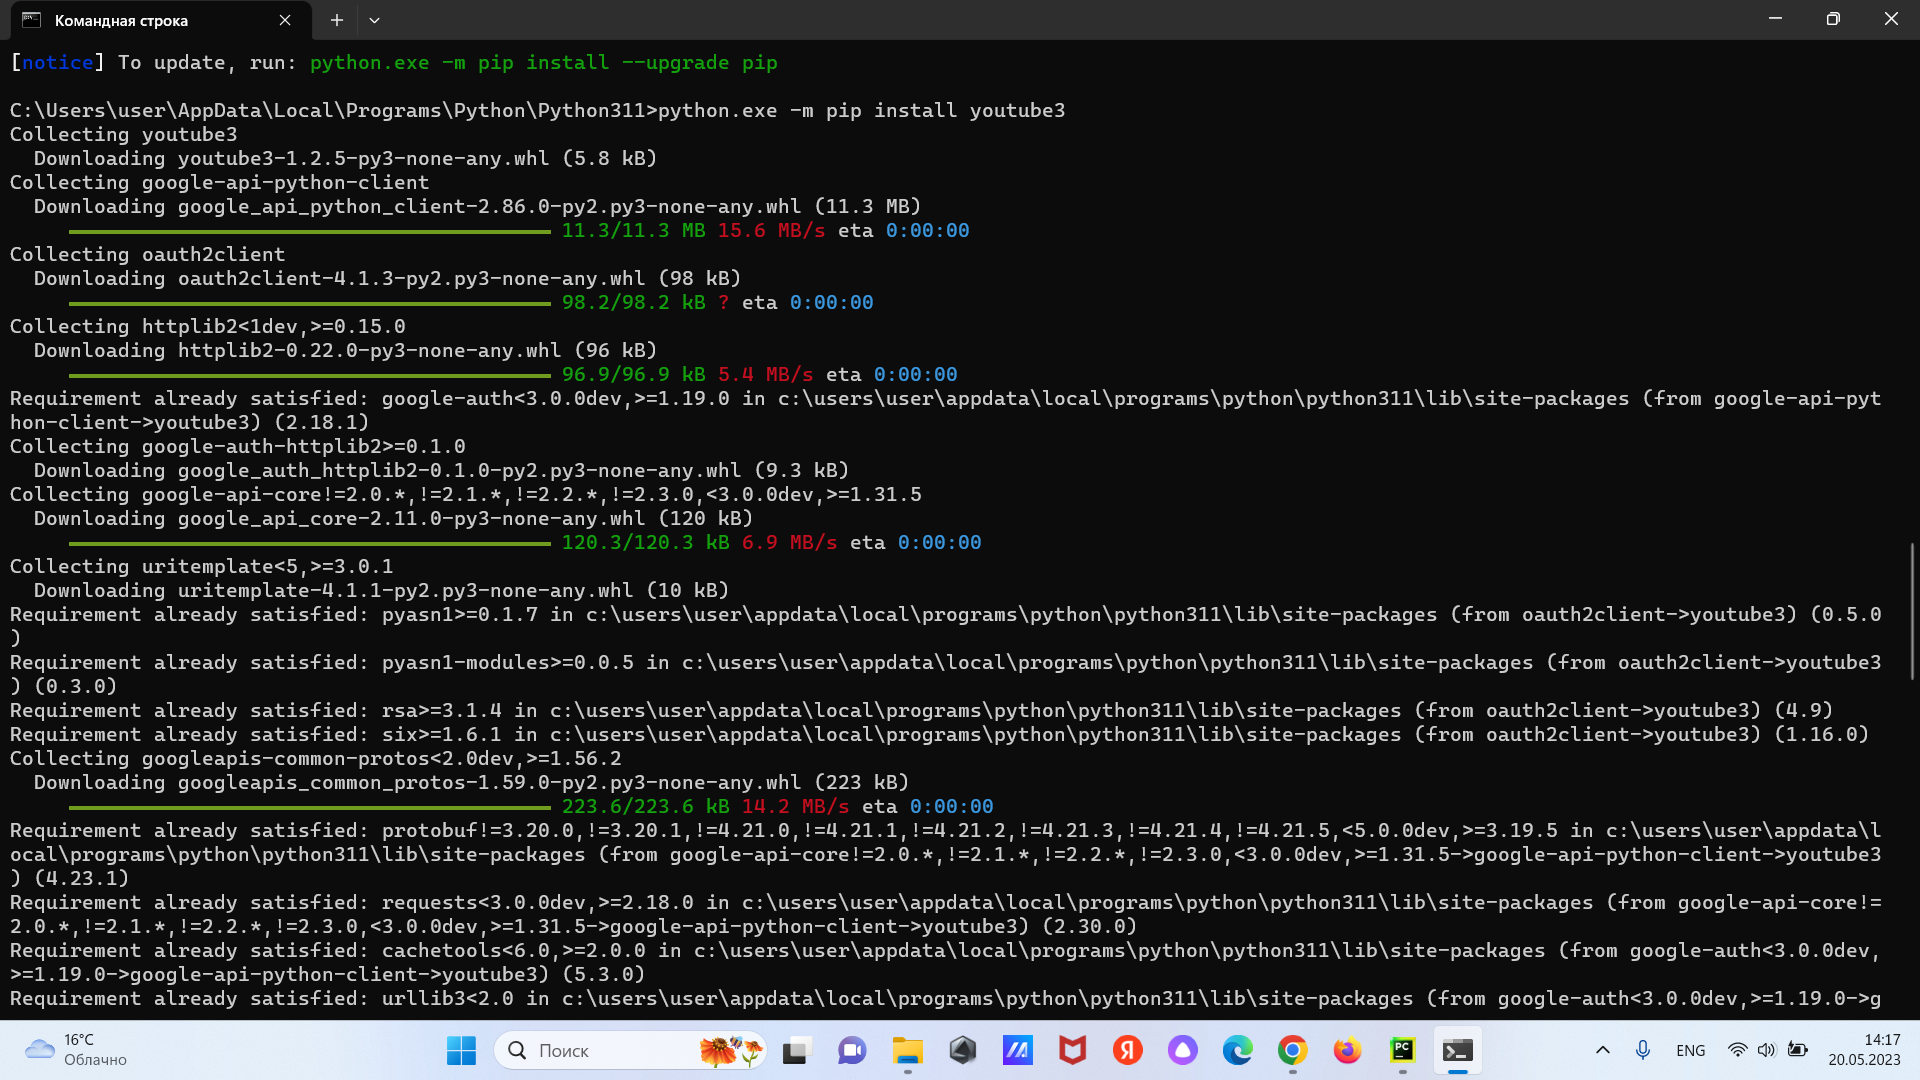 Командная строка
[notice] To update, run: python.exe -m pip install --upgrade pip
C:\Users\user\AppData\Local\Programs\Python\Python311>python.exe -m pip install youtube3
Collecting youtube3
Downloading youtube3-1.2.5-py3-none-any.whl (5.8 kB)
Collecting google-api-python-client
Downloading google_api_python_client-2.86.0-py2.py3-none-any.whl (11.3 MB)
11.3/11.3 MB 15.6 MB/s eta 0:00:00
Collecting oauth2client
Downloading oauth2client-4.1.3-py2.py3-none-any.whl (98 kB)
98.2/98.2 kB ? eta 0:00:00
Collecting httplib2<1dev,>=0.15.0
Downloading httplib2-0.22.0-py3-none-any.whl (96 kB)
96.9/96.9 kB 5.4 MB/s eta 0:00:00
Requirement already satisfied: google-auth<3.0.0dev,>=1.19.0 in c:\users\user\appdata\local\programs\python\python311\lib\site-packages (from google-api-pyt
hon-client->youtube3) (2.18.1)
Collecting google-auth-httplib2>=0.1.0
Downloading google_auth_httplib2-0.1.0-py2.py3-none-any.whl (9.3 kB)
Collecting google-api-core!=2.0.*,!=2.1.*,!=2.2.*,!=2.3.0,<3.0.0dev,>=1.31.5
Downloading google_api_core-2.11.0-py3-none-any.whl (120 kB)
120.3/120.3 kB 6.9 MB/s eta 0:00:00
Collecting uritemplate<5,>=3.0.1
Downloading uritemplate-4.1.1-py2.py3-none-any.whl (10 kB)
Requirement already satisfied: pyasn1>=0.1.7 in c:\users\user\appdata\local\programs\python\python311\lib\site-packages (from oauth2client->youtube3) (0.5.0
)
Requirement already satisfied: pyasn1-modules>=0.0.5 in c:\users\user\appdata\local\programs\python\python311\lib\site-packages (from oauth2client->youtube3
) (0.3.0)
Requirement already satisfied: rsa>=3.1.4 in c:\users\user\appdata\local\programs\python\python311\lib\site-packages (from oauth2client->youtube3) (4.9)
Requirement already satisfied: six>=1.6.1 in c:\users\user\appdata\local\programs\python\python311\lib\site-packages (from oauth2client->youtube3) (1.16.0)
Collecting googleapis-common-protos<2.0dev,>=1.56.2
Downloading googleapis_common_protos-1.59.0-py2.py3-none-any.whl (223 kB)
223.6/223.6 kB 14.2 MB/s eta 0:00:00
Requirement already satisfied: protobuf!=3.20.0,!=3.20.1,!=4.21.0,!=4.21.1,!=4.21.2,!=4.21.3,!=4.21.4,!=4.21.5,<5.0.0dev,>=3.19.5 in c:\users\user\appdata\l
ocal\programs\python\python311\lib\site-packages (from google-api-core!=2.0.*,!=2.1.*,!=2.2.*,!=2.3.0,<3.0.0dev,>=1.31.5->google-api-python-client->youtube3
) (4.23.1)
Requirement already satisfied: requests<3.0.0dev,>=2.18.0 in c:\users\user\appdata\local\programs\python\python311\lib\site-packages (from google-api-core!=
2.0.*,!=2.1.*,!=2.2.*,!=2.3.0,<3.0.0dev,>=1.31.5->google-api-python-client->youtube3) (2.30.0)
Requirement already satisfied: cachetools<6.0,>=2.0.0 in c:\users\user\appdata\local\programs\python\python311\lib\site-packages (from google-auth<3.0.0dev,
>=1.19.0->google-api-python-client->youtube3) (5.3.0)
Requirement already satisfied: urllib3<2.0 in c:\users\user\appdata\local\programs\python\python311\lib\site-packages (from google-auth<3.0.0dev,>=1.19.0->g
16°C
Облачно
Поиск
Я
PC
ENG
14:17
20.05.2023